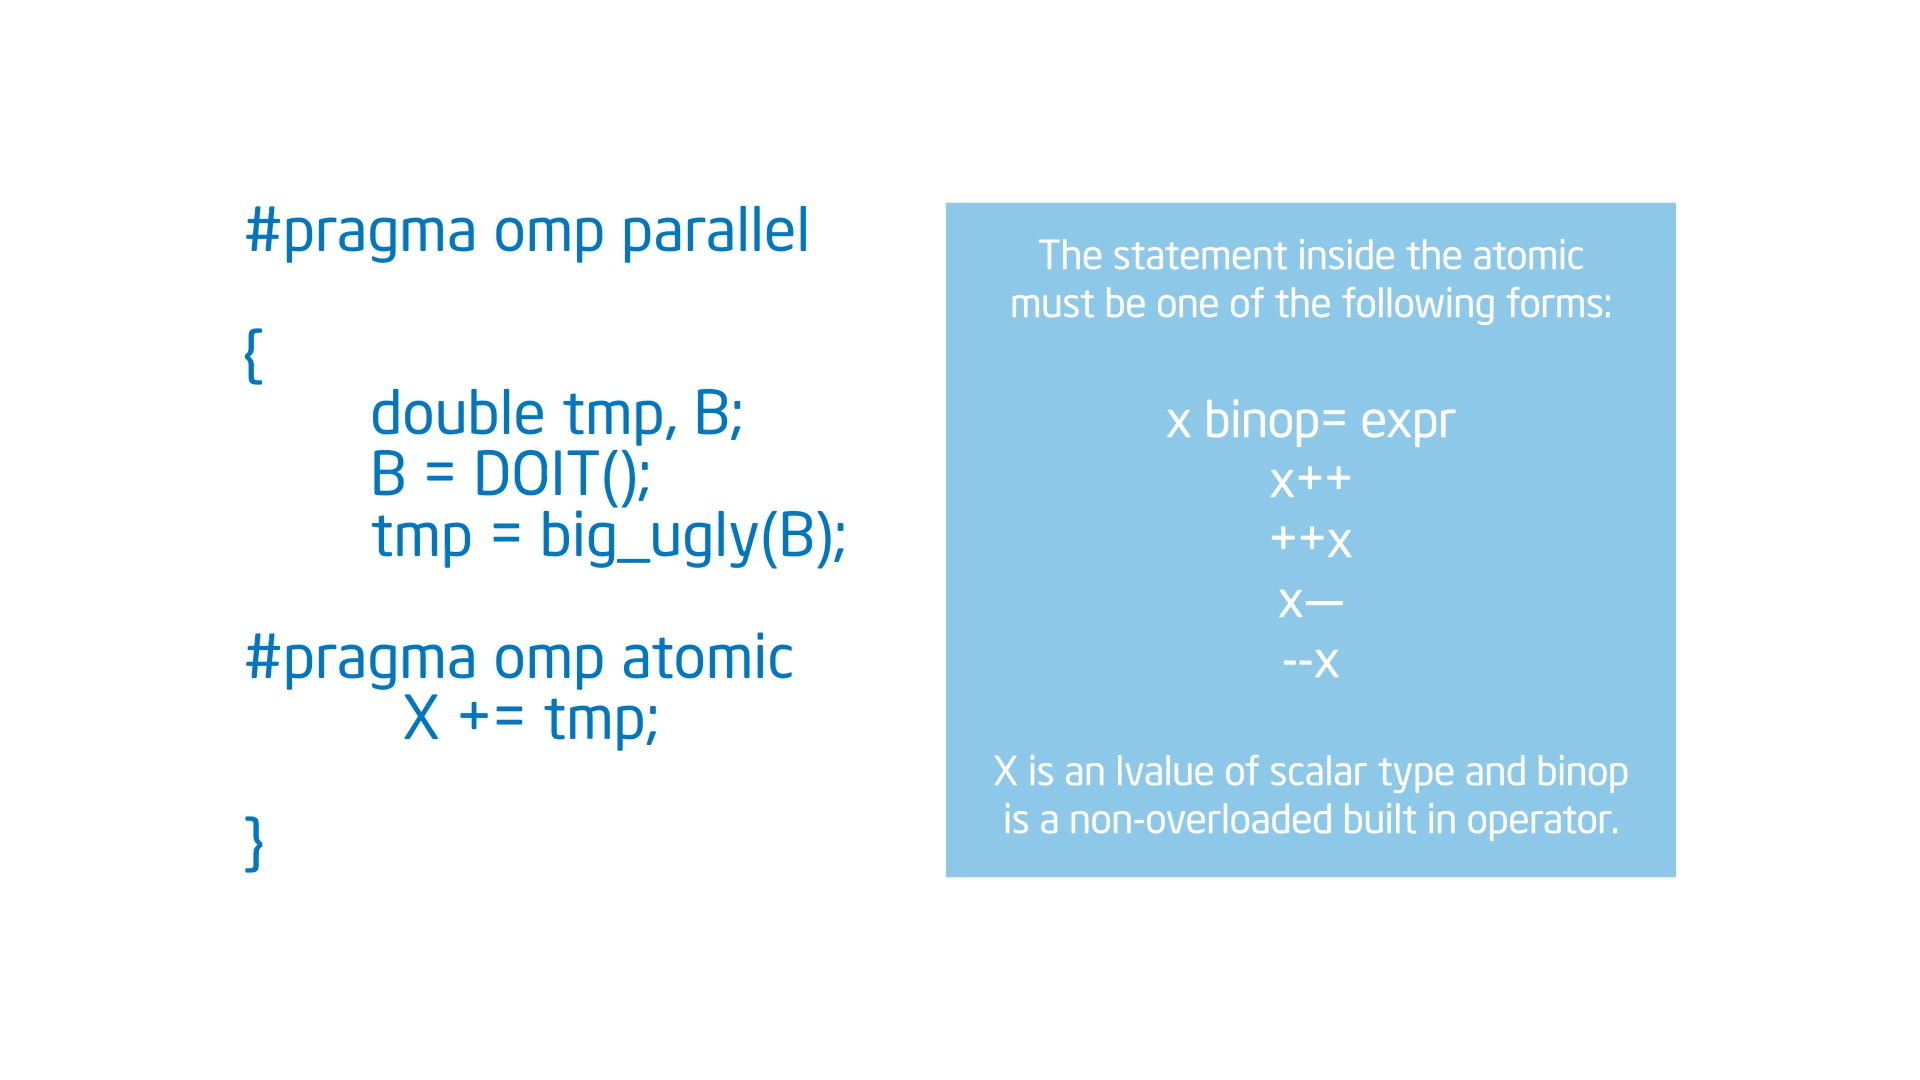 #pragma omp parallel
{
double tmp, B;
B = DOIT();
tmp = big_ugly(B);
#pragma omp atomic
X += tmp;
}
The statement inside the atomic
must be one of the following forms:
x binop= expr
x++
++x
x—
--x
X is an lvalue of scalar type and binop
is a non-overloaded built in operator.